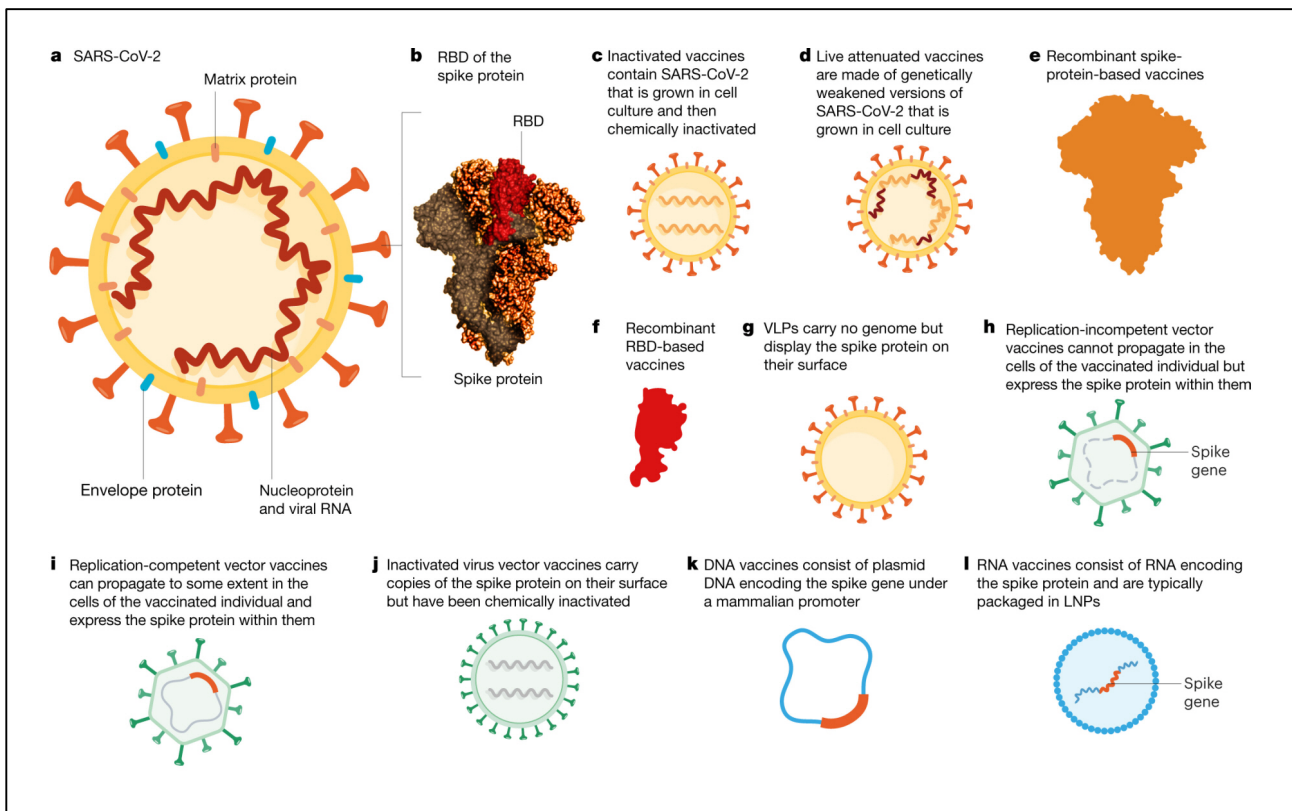 a SARS-CoV-2
Matrix protein
Envelope protein
Nucleoprotein
and viral RNA
b RBD of the
spike protein
RBD
Spike protein
c Inactivated vaccines
contain SARS-CoV-2
that is grown in cell
culture and then
chemically inactivated
d Live attenuated vaccines
are made of genetically
weakened versions of
SARS-CoV-2 that is
grown in cell culture
e Recombinant spike-
protein-based vaccines
f Recombinant
RBD-based
vaccines
g VLPs carry no genome but
display the spike protein on
their surface
h Replication-incompetent vector
vaccines cannot propagate in the
cells of the vaccinated individual but
express the spike protein within them
Spike
gene
i Replication-competent vector vaccines
can propagate to some extent in the
cells of the vaccinated individual and
express the spike protein within them
j Inactivated virus vector vaccines carry
copies of the spike protein on their surface
but have been chemically inactivated
k DNA vaccines consist of plasmid
DNA encoding the spike gene under
a mammalian promoter
l RNA vaccines consist of RNA encoding
the spike protein and are typically
packaged in LNPs
Spike
gene